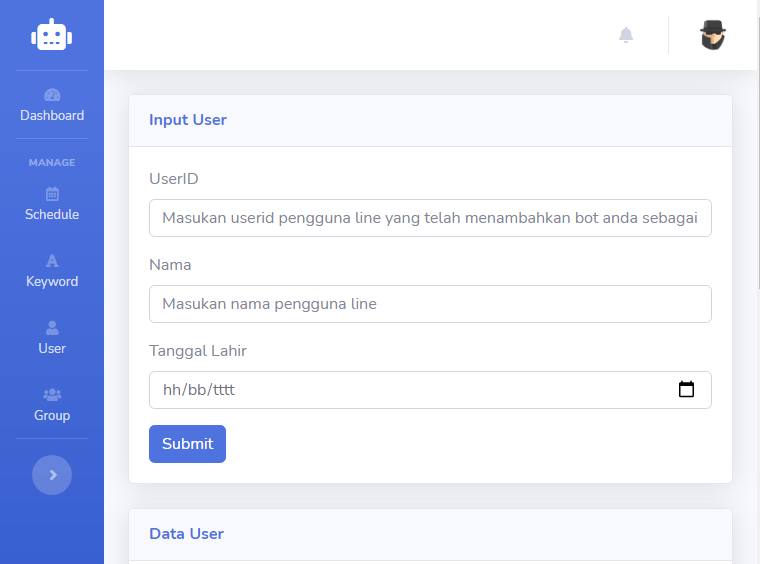 Dashboard
MANAGE
Schedule
Keyword
User
Group
Input User
UserID
Masukan userid pengguna line yang telah menambahkan bot anda sebagai
Nama
Masukan nama pengguna line
Tanggal Lahir
hh/bb/tttt
Submit
Data User